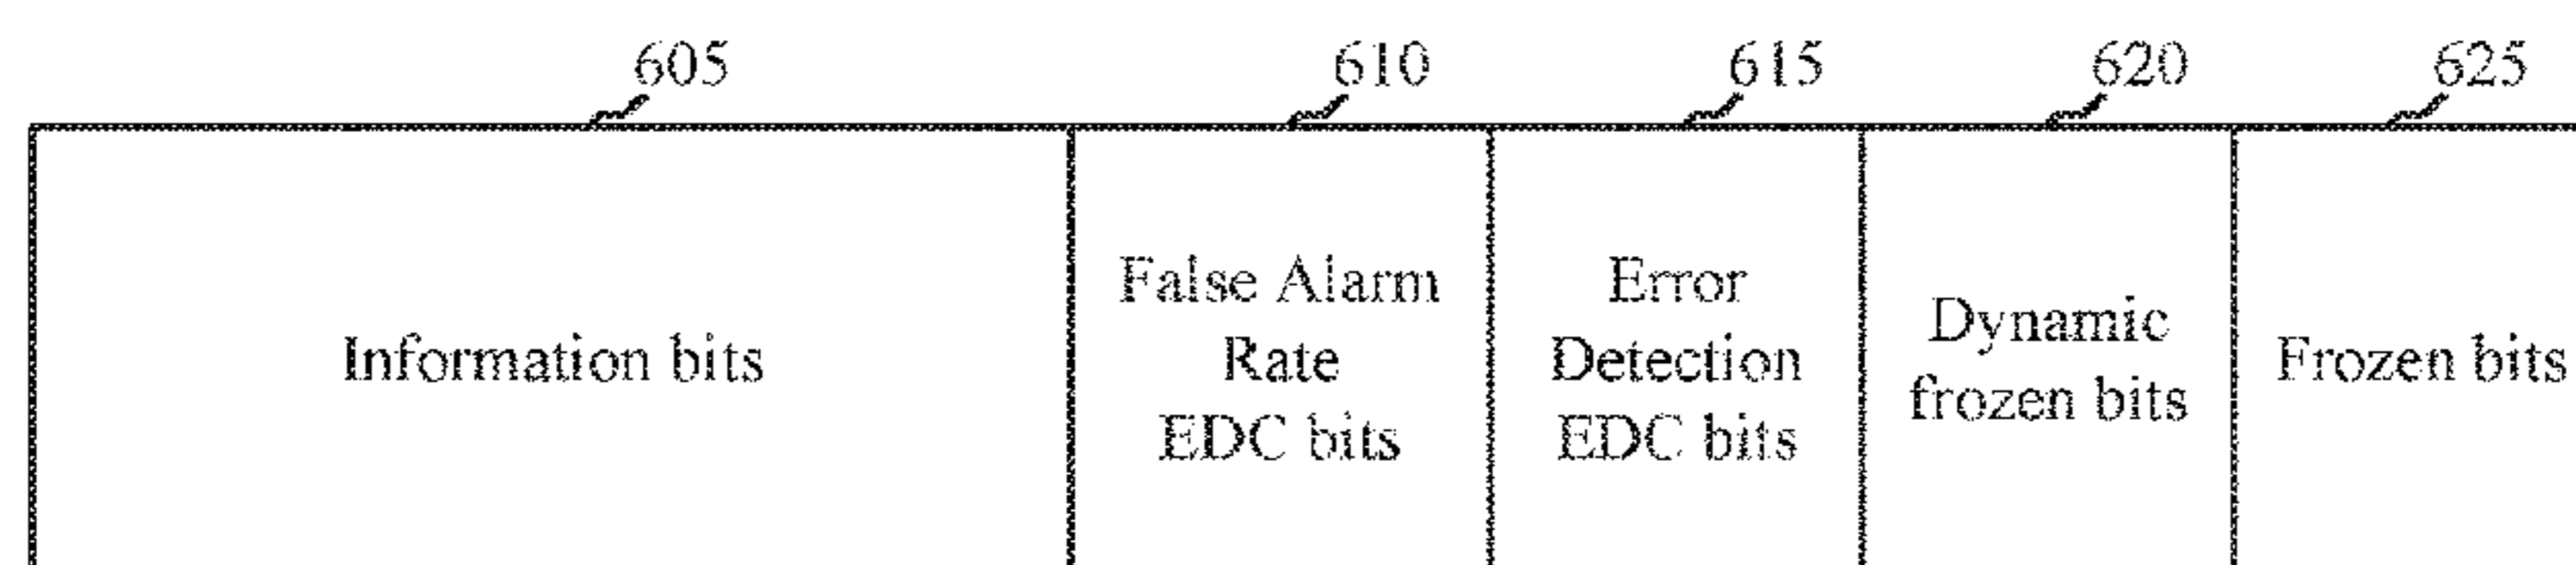 605 610 615 620 625
Information bits
False Alarm
Rate
EDC bits
Error
Detection
EDC bits
Dynamic
frozen bits
Frozen bits